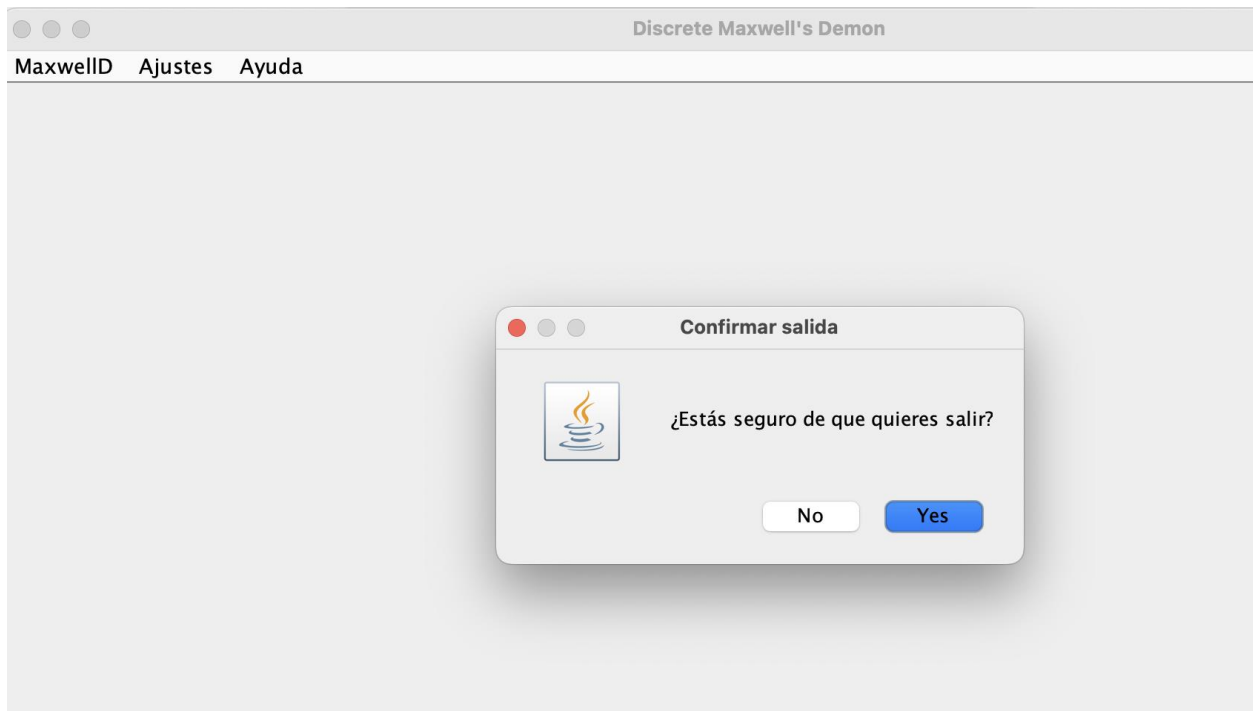 Discrete Maxwell's Demon
MaxwellD Ajustes Ayuda
Confirmar salida
¿Estás seguro de que quieres salir?
No Yes